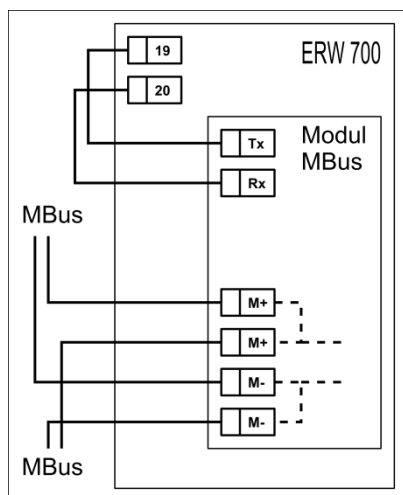 19
ERW 700
20
Tx
Modul
MBus
Rx
MBus
M+
M+
M-
M-
MBus